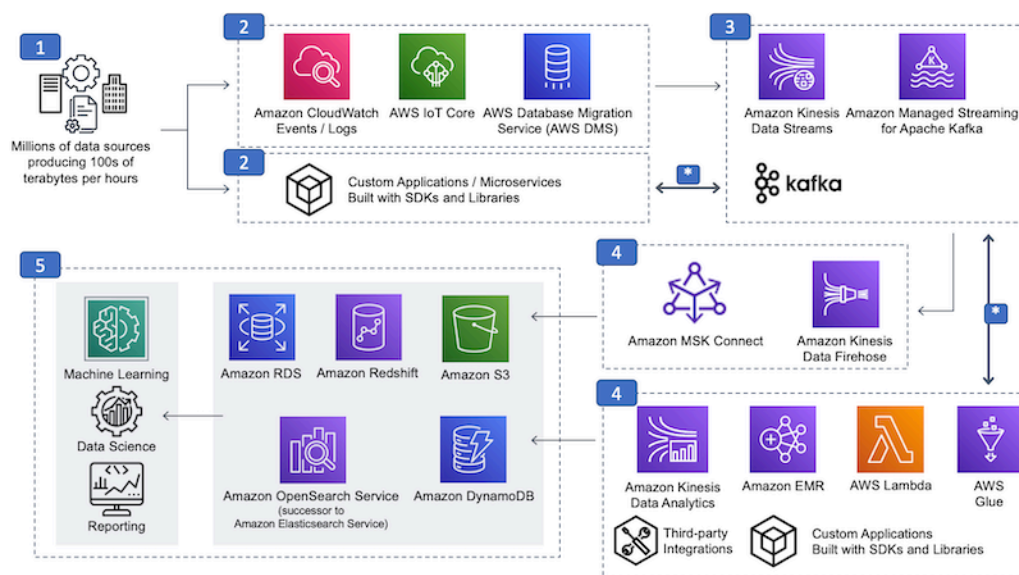 1
Millions of data sources
producing 100s of
terabytes per hours
2
Amazon CloudWatch
Events / Logs
AWS IoT Core
AWS Database Migration
Service (AWS DMS)
2
Custom Applications / Microservices
Built with SDKs and Libraries
*
3
Amazon Kinesis
Data Streams
Amazon Managed Streaming
for Apache Kafka
K
kafka
4
Amazon MSK Connect
Amazon Kinesis
Data Firehose
*
4
Amazon Kinesis
Data Analytics
Amazon EMR
AWS Lambda
AWS
Glue
Third-party
Integrations
Custom Applications
Built with SDKs and Libraries
5
Machine Learning
Data Science
Reporting
Amazon RDS
Amazon Redshift
Amazon S3
Amazon OpenSearch Service
(successor to
Amazon Elasticsearch Service)
Amazon DynamoDB